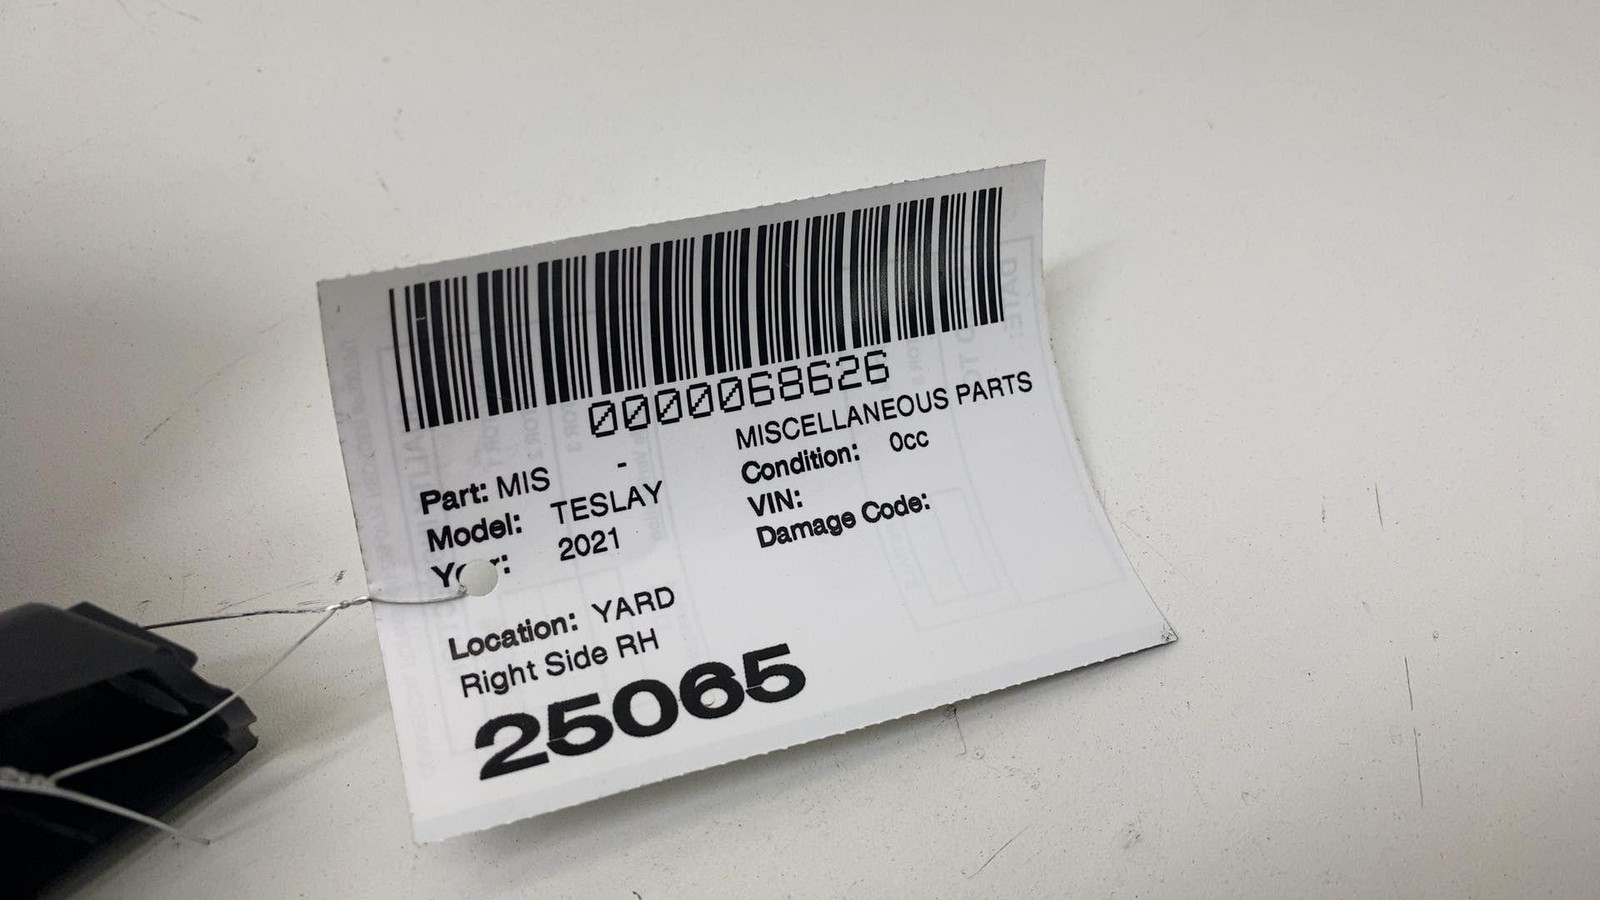 0000068626
Part: MIS - MISCELLANEOUS PARTS
Model: TESLAY Condition: 0cc
Year: 2021 VIN:
Damage Code:
Location: YARD
Right Side RH
25065